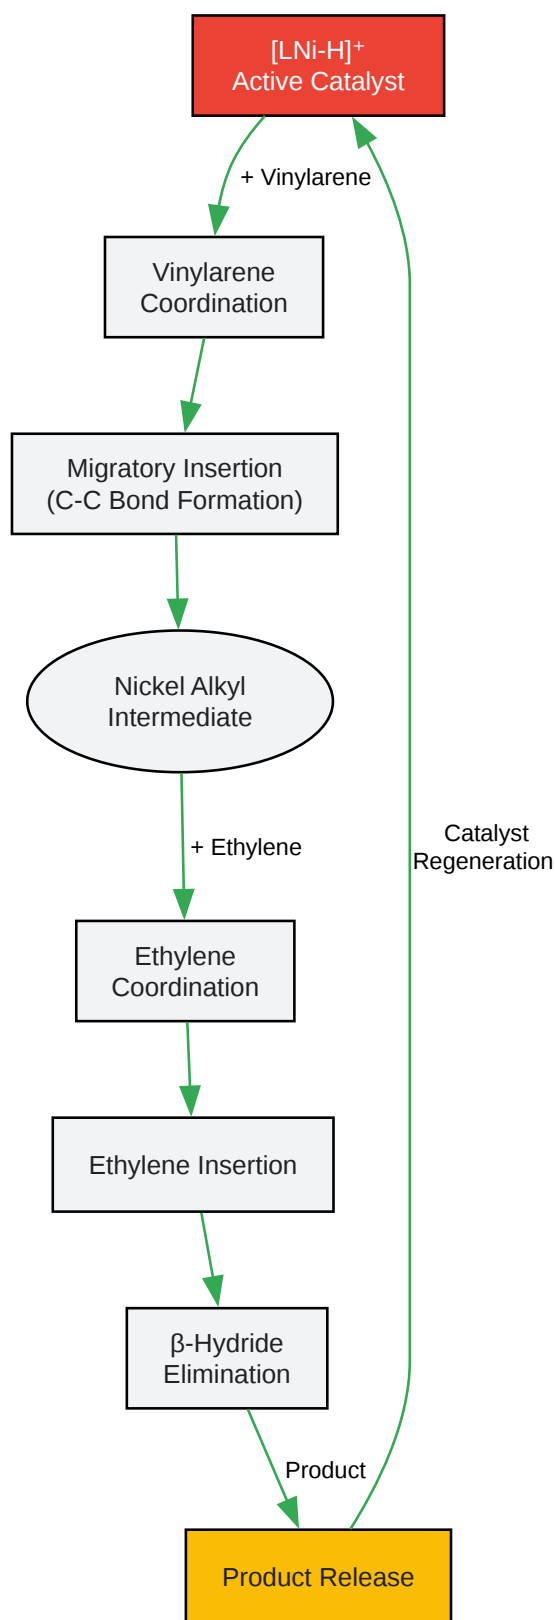 [LNi-H]⁺
Active Catalyst
+ Vinylarene
Vinylarene
Coordination
Migratory Insertion
(C-C Bond Formation)
Nickel Alkyl
Intermediate
+ Ethylene
Catalyst
Regeneration
Ethylene
Coordination
Ethylene Insertion
β-Hydride
Elimination
Product
Product Release